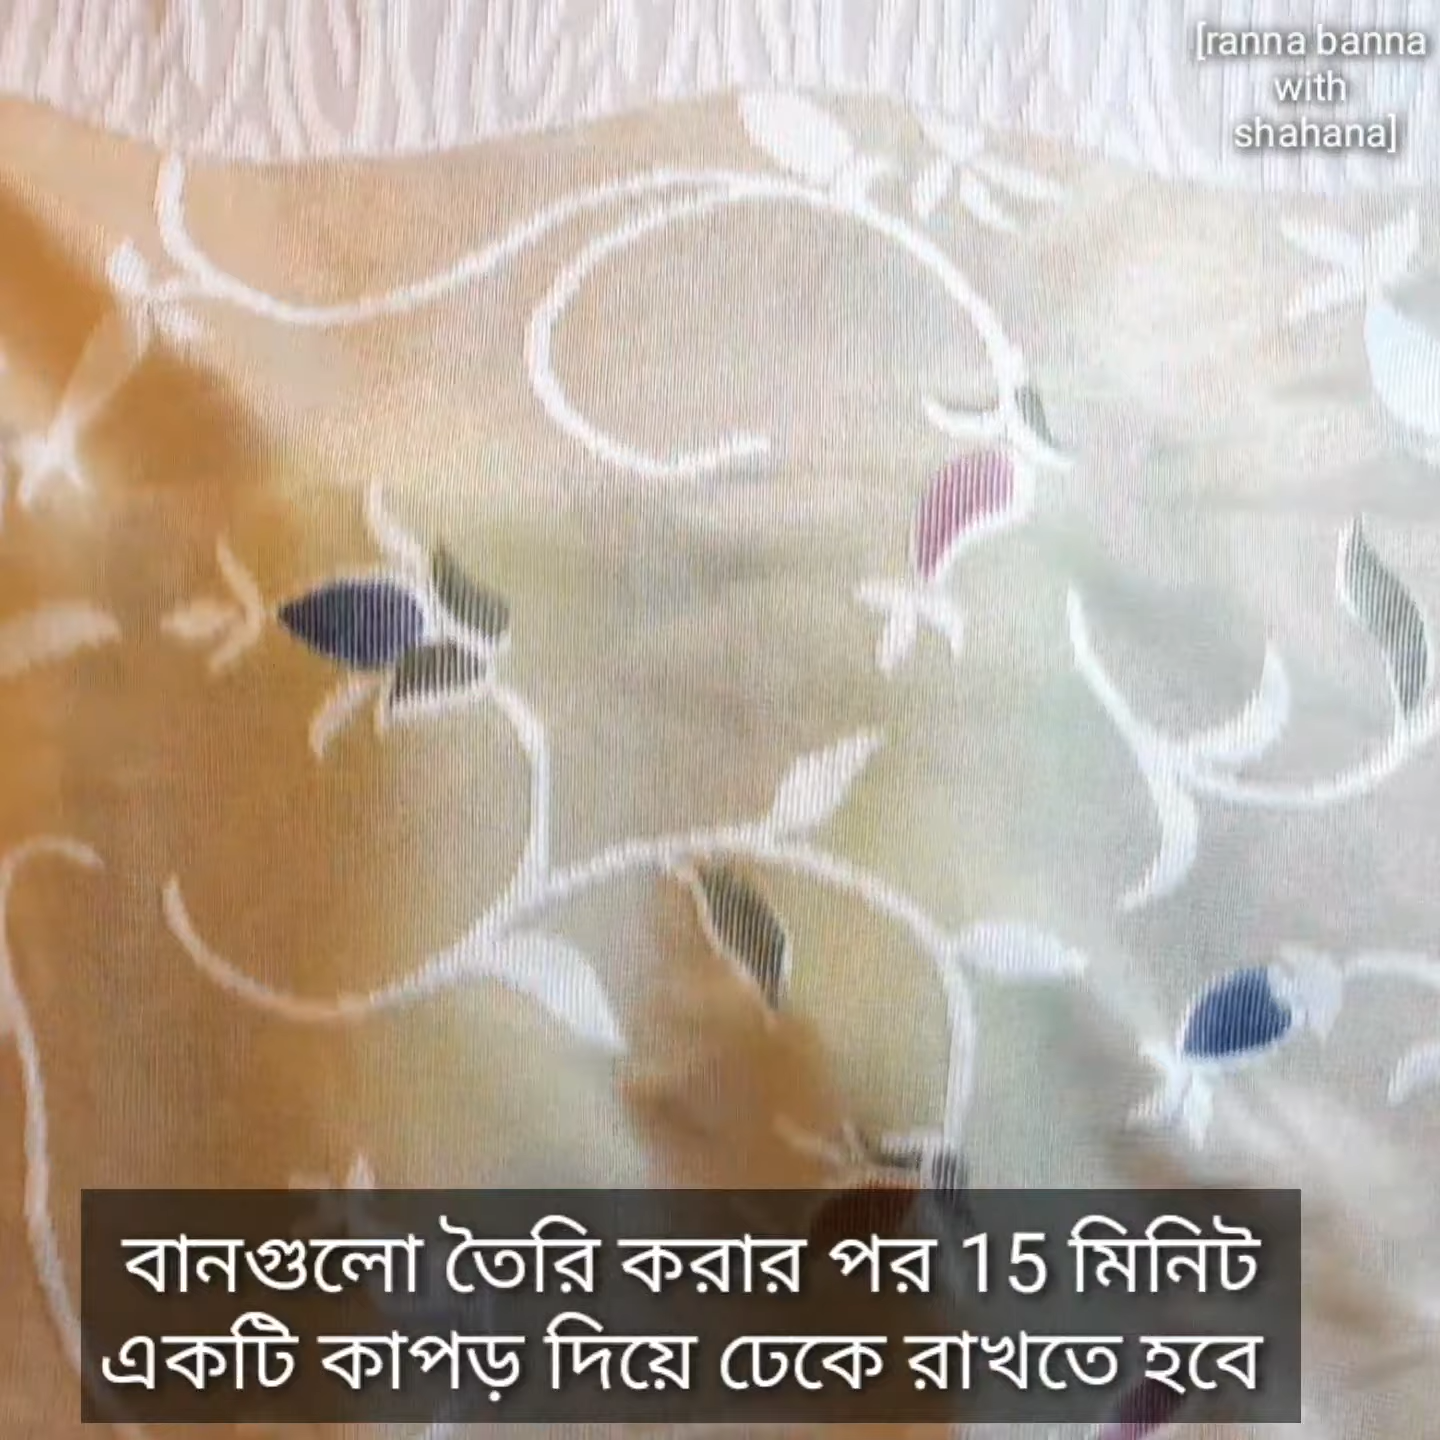 [ranna banna
with
shahana]
বানগুলো তৈরি করার পর 15 মিনিট
একটি কাপড় দিয়ে ঢেকে রাখতে হবে